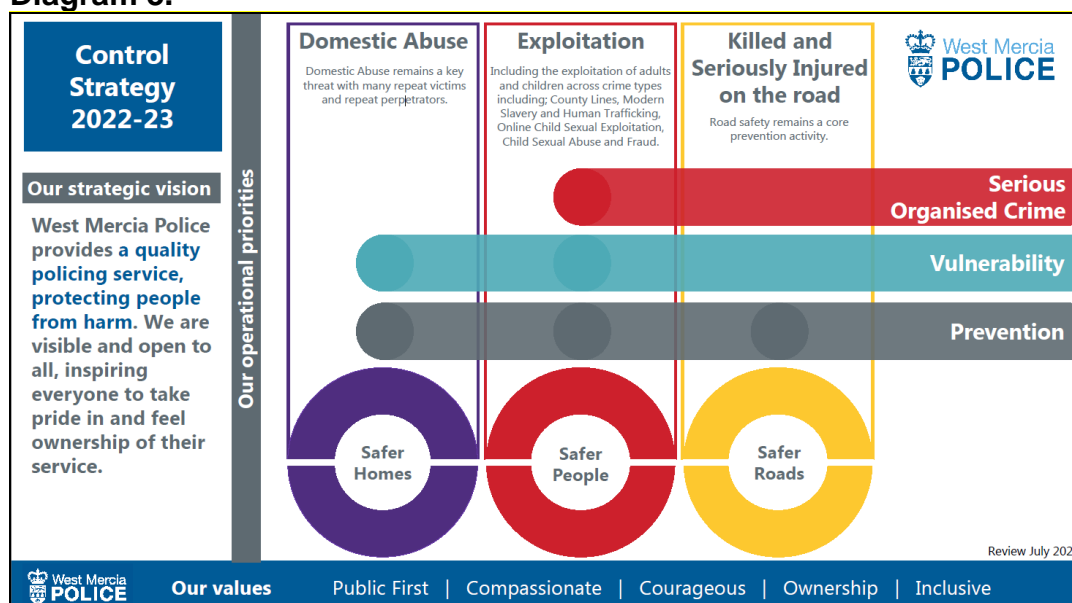 Control
Strategy
2022-23
Our strategic vision
West Mercia Police
provides a quality
policing service,
protecting people
from harm. We are
visible and open to
all, inspiring
everyone to take
pride in and feel
ownership of their
service.
Our operational priorities
Domestic Abuse
Domestic Abuse remains a key
threat with many repeat victims
and repeat perpetrators.
Exploitation
Including the exploitation of adults
and children across crime types
including; County Lines, Modern
Slavery and Human Trafficking,
Online Child Sexual Exploitation,
Child Sexual Abuse and Fraud.
Killed and
Seriously Injured
on the road
Road safety remains a core
prevention activity.
West Mercia
POLICE
Serious
Organised Crime
Vulnerability
Prevention
Safer
Homes
Safer
People
Safer
Roads
Review July 202
West Mercia
POLICE
Our values
Public First | Compassionate | Courageous | Ownership | Inclusive